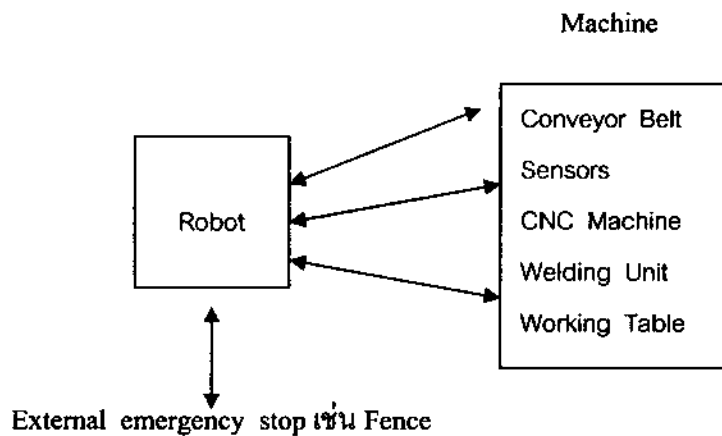 Machine
Conveyor Belt
Sensors
CNC Machine
Welding Unit
Working Table
Robot
External emergency stop เช่น Fence